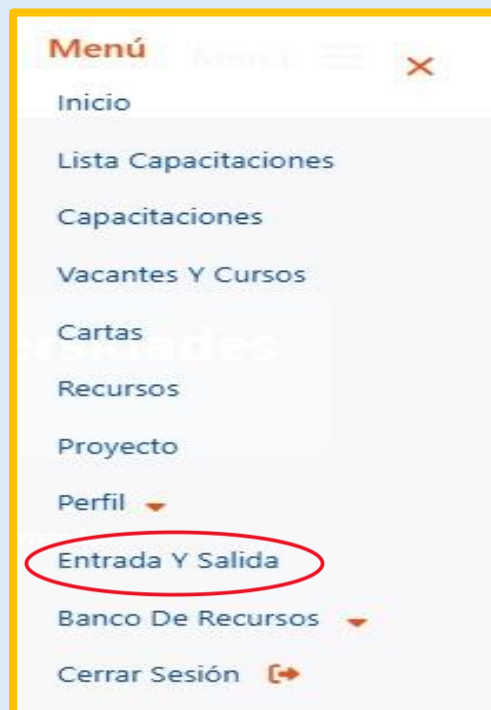 Menú
Inicio
Lista Capacitaciones
Capacitaciones
Vacantes Y Cursos
Cartas
Recursos
Proyecto
Perfil
Entrada Y Salida
Banco De Recursos
Cerrar Sesión